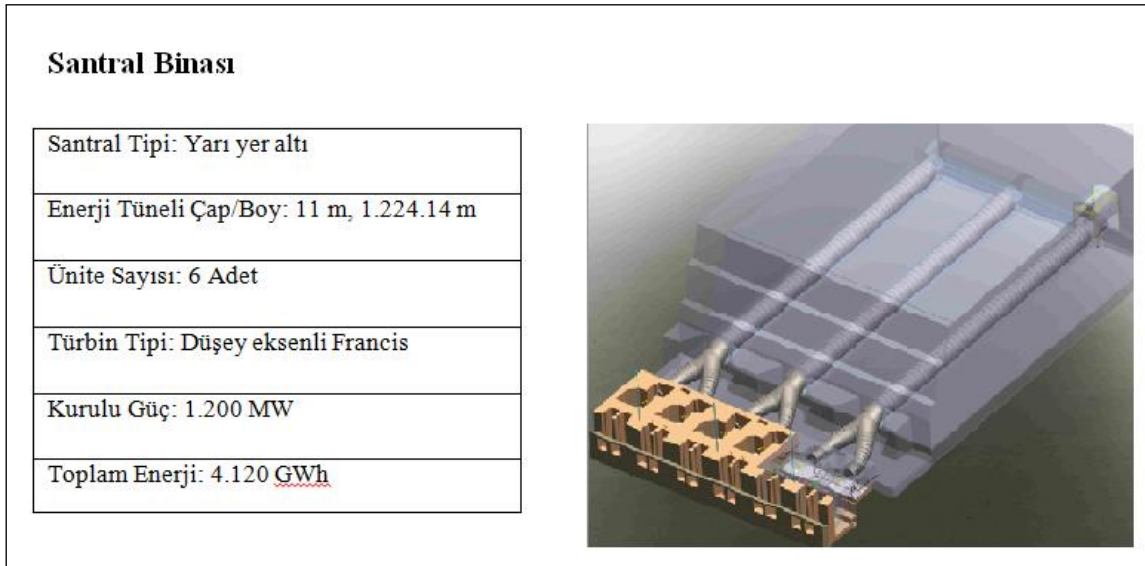 Santral Binası
Santral Tipi: Yarı yer altı
Enerji Tüneli Çap/Boy: 11 m, 1.224.14 m
Ünite Sayısı: 6 Adet
Türbin Tipi: Düşey eksenli Francis
Kurulu Güç: 1.200 MW
Toplam Enerji: 4.120 GWh